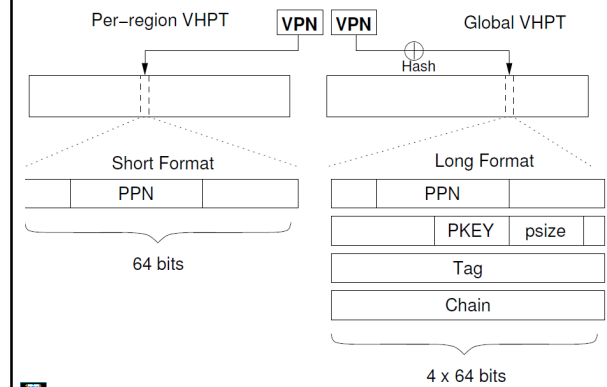 Per-region VHPT
VPN VPN
Global VHPT
Hash
Short Format
PPN
64 bits
Long Format
PPN
PKEY psize
Tag
Chain
4 x 64 bits